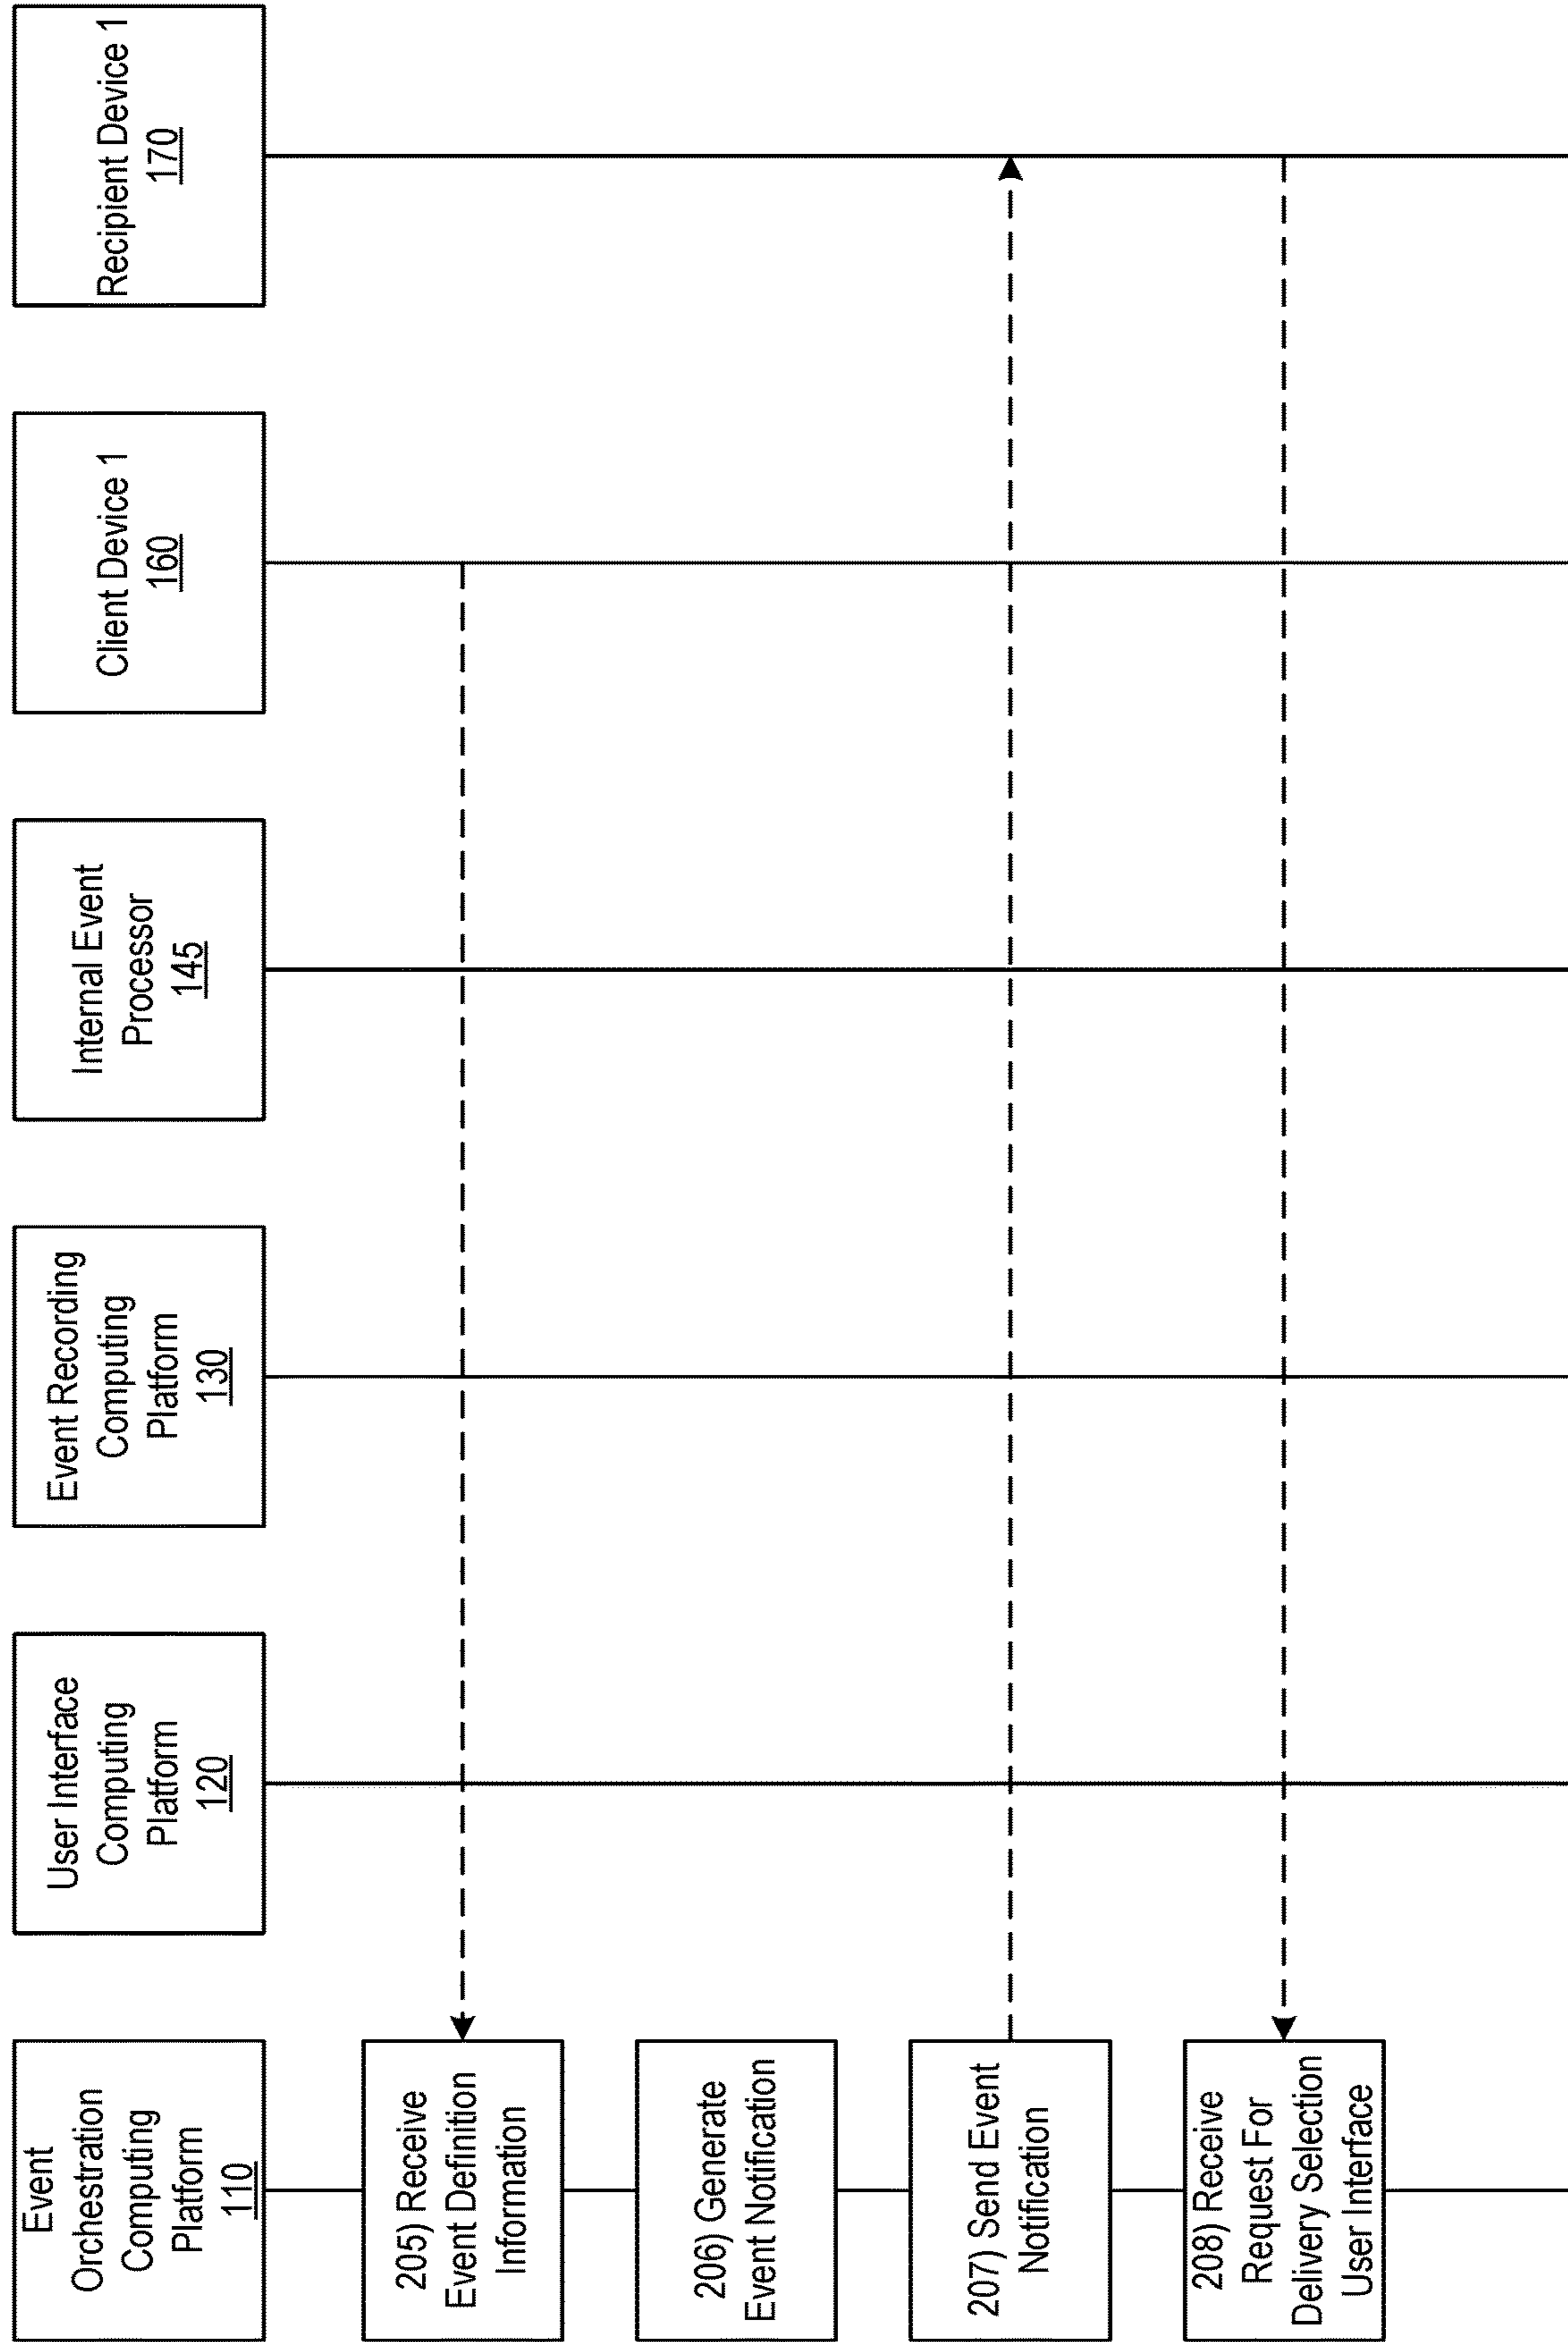 Event
Orchestration
Computing
Platform
110
User Interface
Computing
Platform
120
Event Recording
Computing
Platform
130
Internal Event
Processor
145
Client Device 1
160
Recipient Device 1
170
205) Receive
Event Definition
Information
206) Generate
Event Notification
207) Send Event
Notification
208) Receive
Request For
Delivery Selection
User Interface